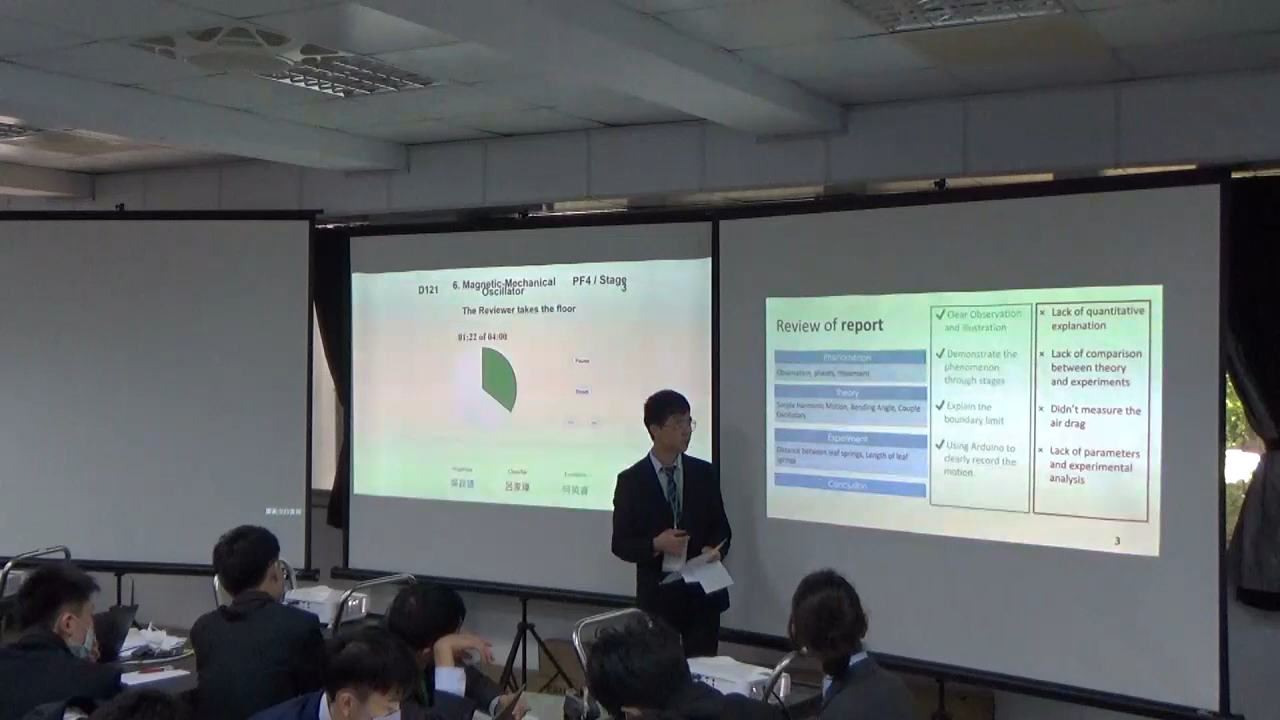 D121 6. Magnetic-Mechanical Oscillator PF4 / Stage 3
The Reviewer takes the floor
01:22 of 04:00
Review of report
Phenomenon
Observation, phases, movement
Theory
Simple Harmonic Motion, Bending Angle, Couple
Oscillators
Experiment
Distance between leaf springs, Length of leaf
springs
Conclusion
✓ Clear Observation
and illustration
✓ Demonstrate the
phenomenon
through stages
✓ Explain the
boundary limit
✓ Using Arduino to
clearly record the
motion.
× Lack of quantitative
explanation
× Lack of comparison
between theory
and experiments
× Didn't measure the
air drag
× Lack of parameters
and experimental
analysis
3